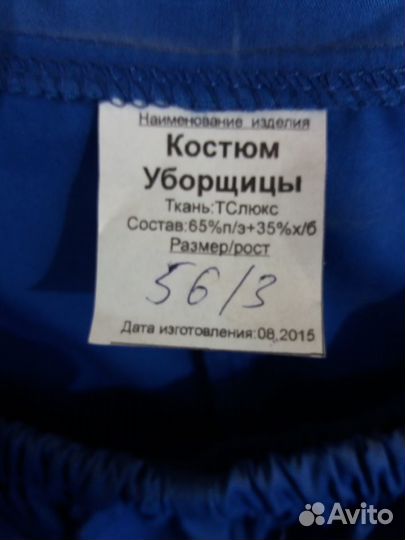 Наименование изделия
Костюм
Уборщицы
Ткань:ТСлюкс
Состав:65%п/э+35%х/б
Размер/рост
56/3
Дата изготовления:08.2015
Avito